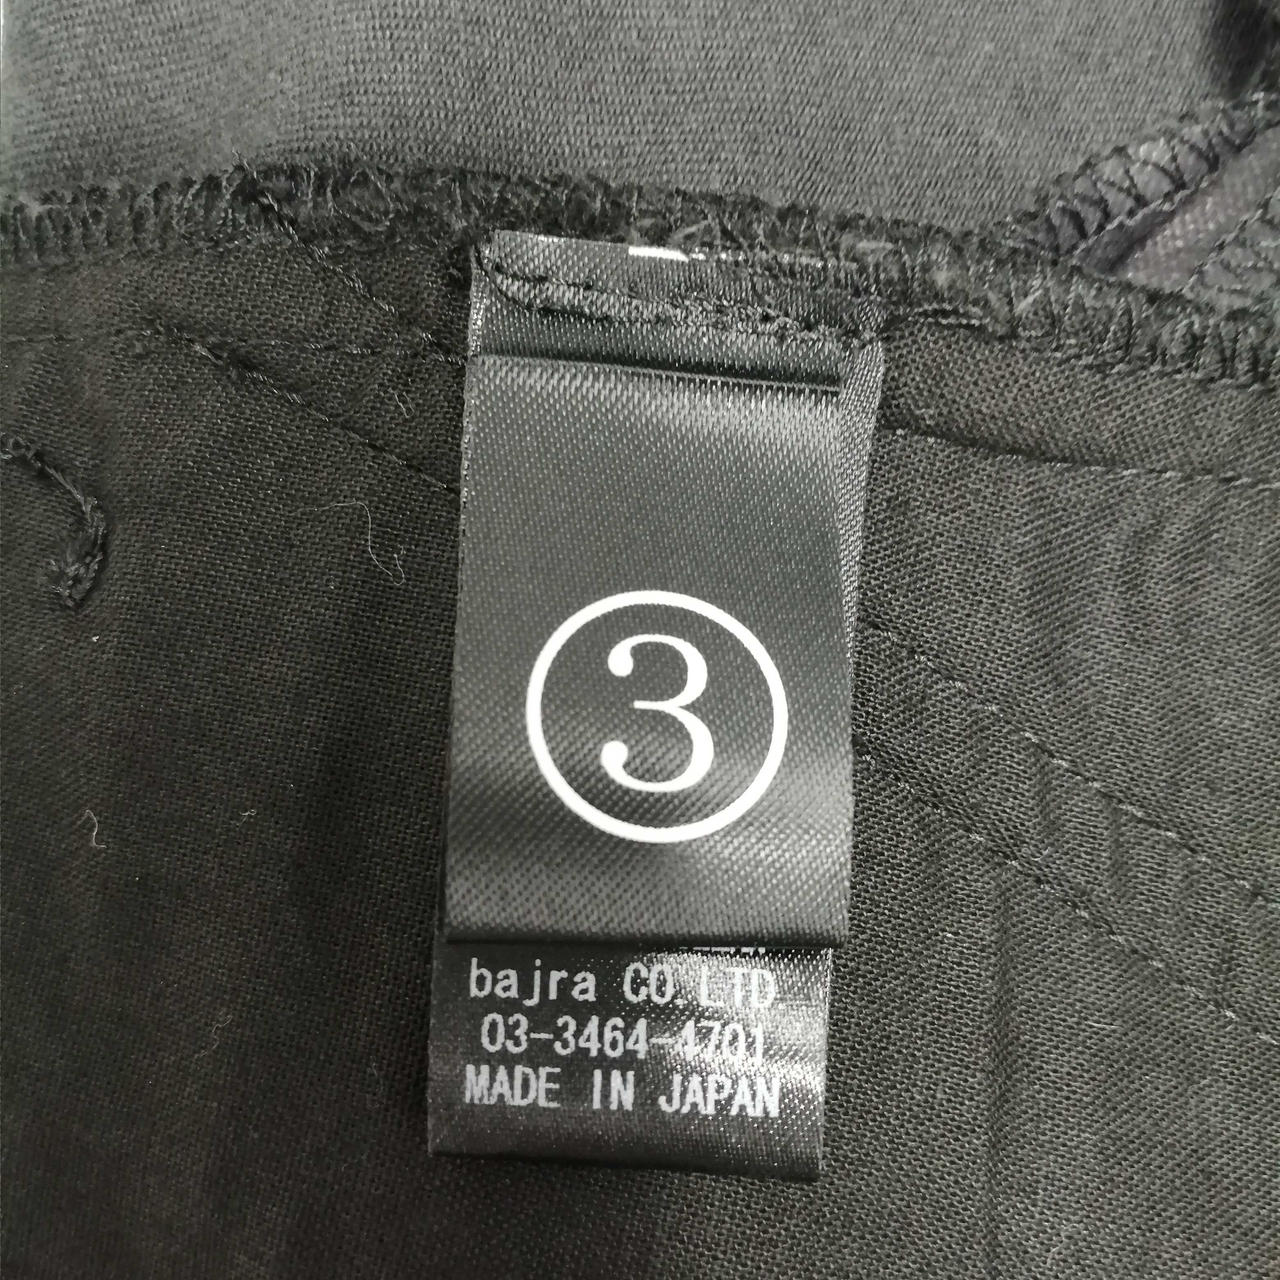 ③
bajra CO.LTD
03-3464-4701
MADE IN JAPAN